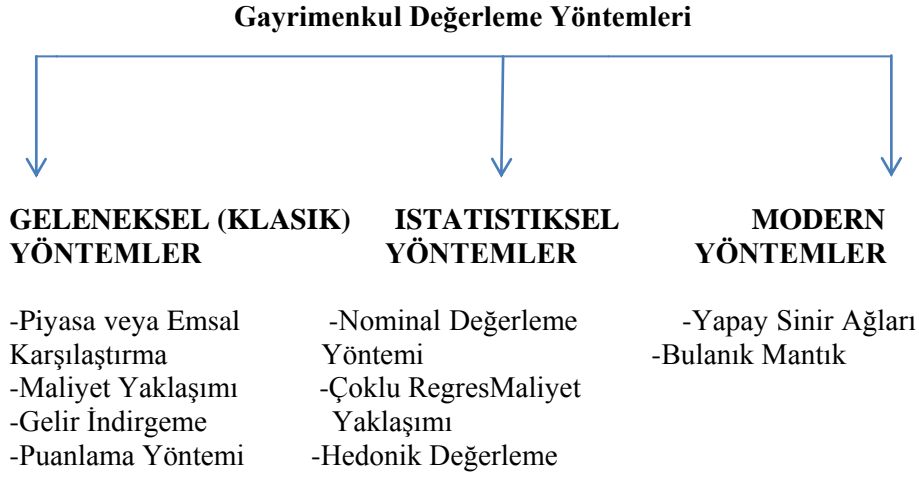 Gayrimenkul Değerleme Yöntemleri
GELENEKSEL (KLASIK) YÖNTEMLER
-Piyasa veya Emsal
Karşılaştırma
-Maliyet Yaklaşımı
-Gelir İndirgeme
-Puanlama Yöntemi
ISTATISTIKSEL
YÖNTEMLER
-Nominal Değerleme
Yöntemi
-Çoklu RegresMaliyet
Yaklaşımı
-Hedonik Değerleme
MODERN
YÖNTEMLER
-Yapay Sinir Ağları
-Bulanık Mantık